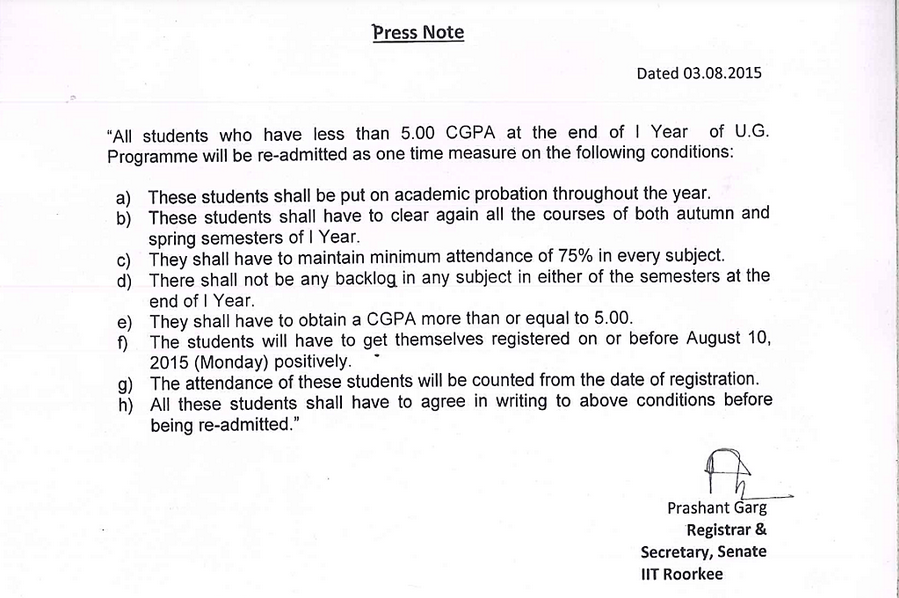 Press Note
Dated 03.08.2015
“All students who have less than 5.00 CGPA at the end of I Year of U.G.
Programme will be re-admitted as one time measure on the following conditions:
a) These students shall be put on academic probation throughout the year.
b) These students shall have to clear again all the courses of both autumn and
spring semesters of I Year.
c) They shall have to maintain minimum attendance of 75% in every subject.
d) There shall not be any backlog in any subject in either of the semesters at the
end of I Year.
e) They shall have to obtain a CGPA more than or equal to 5.00.
f) The students will have to get themselves registered on or before August 10,
2015 (Monday) positively.
g) The attendance of these students will be counted from the date of registration.
h) All these students shall have to agree in writing to above conditions before
being re-admitted.”
Prashant Garg
Registrar &
Secretary, Senate
IIT Roorkee